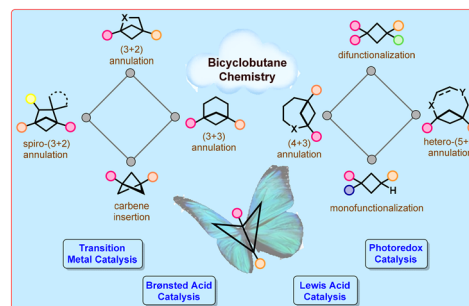 X
(3+2)
annulation
Bicyclobutane
Chemistry
difunctionalization
spiro-(3+2)
annulation
(3+3)
annulation
X
(4+3)
annulation
X
Y
hetero-(5+
annulation
carbene
insertion
H
monofunctionalization
Transition
Metal Catalysis
Photoredox
Catalysis
Brønsted Acid
Catalysis
Lewis Acid
Catalysis